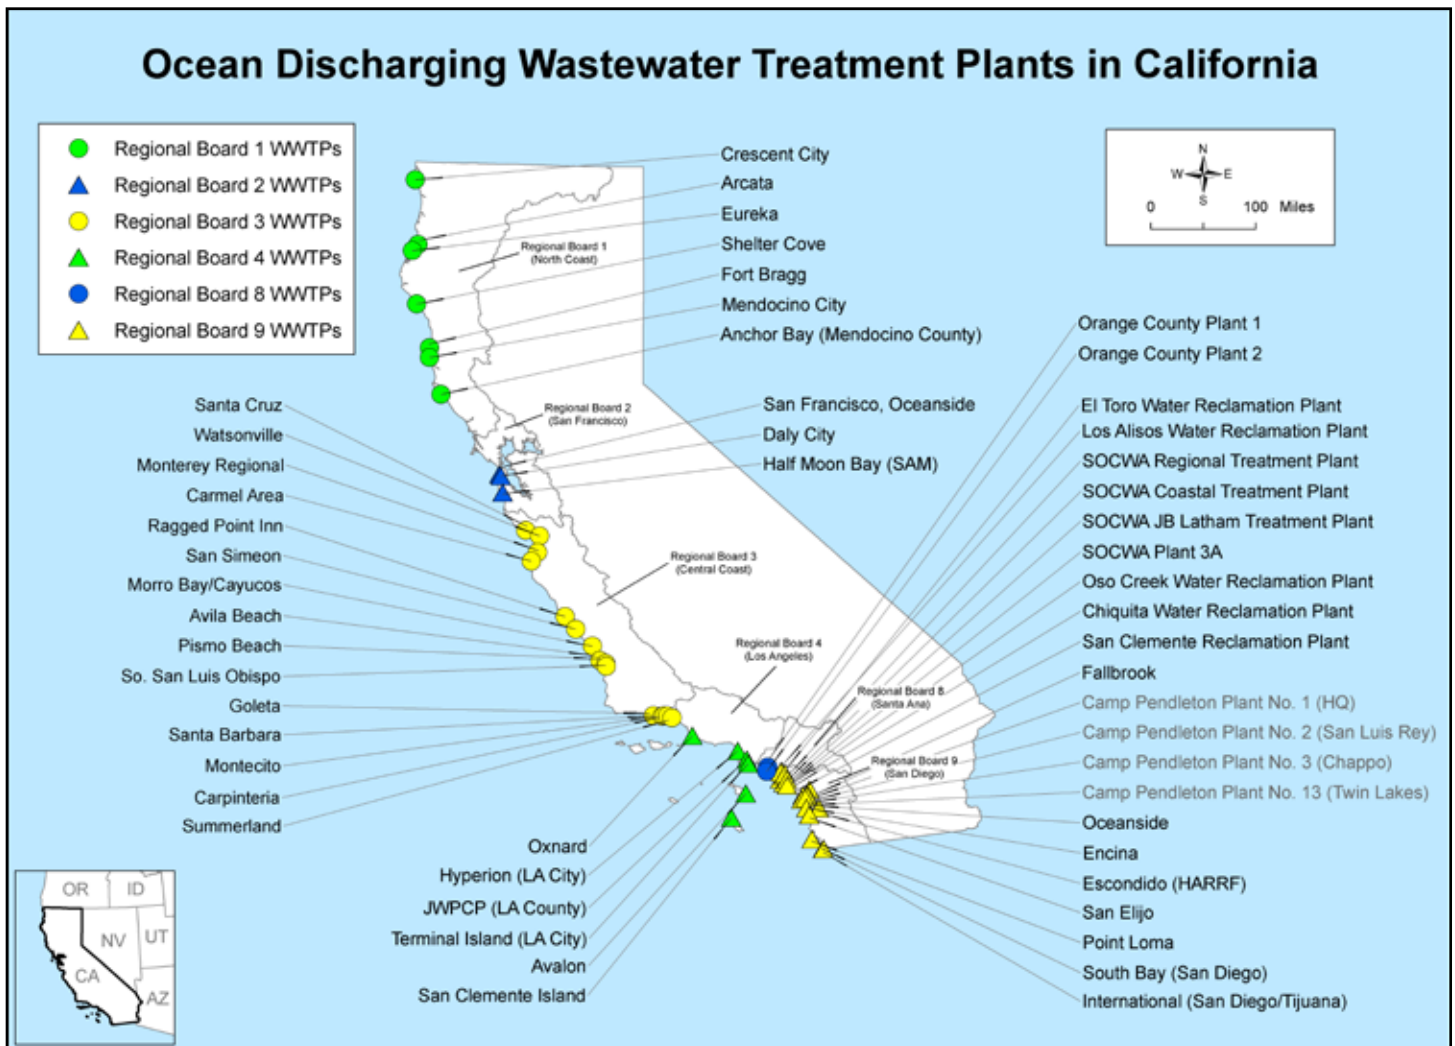 Ocean Discharging Wastewater Treatment Plants in California
Regional Board 1 WWTPs
Regional Board 2 WWTPs
Regional Board 3 WWTPs
Regional Board 4 WWTPs
Regional Board 8 WWTPs
Regional Board 9 WWTPs
N
W
E
S
0
100 Miles
Crescent City
Arcata
Eureka
Shelter Cove
Fort Bragg
Mendocino City
Anchor Bay (Mendocino County)
San Francisco, Oceanside
Daly City
Half Moon Bay (SAM)
Regional Board 1
(North Coast)
Regional Board 2
(San Francisco)
Regional Board 3
(Central Coast)
Regional Board 4
(Los Angeles)
Regional Board 8
(Santa Ana)
Regional Board 9
(San Diego)
Santa Cruz
Watsonville
Monterey Regional
Carmel Area
Ragged Point Inn
San Simeon
Morro Bay/Cayucos
Avila Beach
Pismo Beach
So. San Luis Obispo
Goleta
Santa Barbara
Montecito
Carpinteria
Summerland
Oxnard
Hyperion (LA City)
JWPCP (LA County)
Terminal Island (LA City)
Avalon
San Clemente Island
Orange County Plant 1
Orange County Plant 2
El Toro Water Reclamation Plant
Los Alisos Water Reclamation Plant
SOCWA Regional Treatment Plant
SOCWA Coastal Treatment Plant
SOCWA JB Latham Treatment Plant
SOCWA Plant 3A
Oso Creek Water Reclamation Plant
Chiquita Water Reclamation Plant
San Clemente Reclamation Plant
Fallbrook
Camp Pendleton Plant No. 1 (HQ)
Camp Pendleton Plant No. 2 (San Luis Rey)
Camp Pendleton Plant No. 3 (Chappo)
Camp Pendleton Plant No. 13 (Twin Lakes)
Oceanside
Encina
Escondido (HARRF)
San Elijo
Point Loma
South Bay (San Diego)
International (San Diego/Tijuana)
OR
ID
NV
UT
CA
AZ